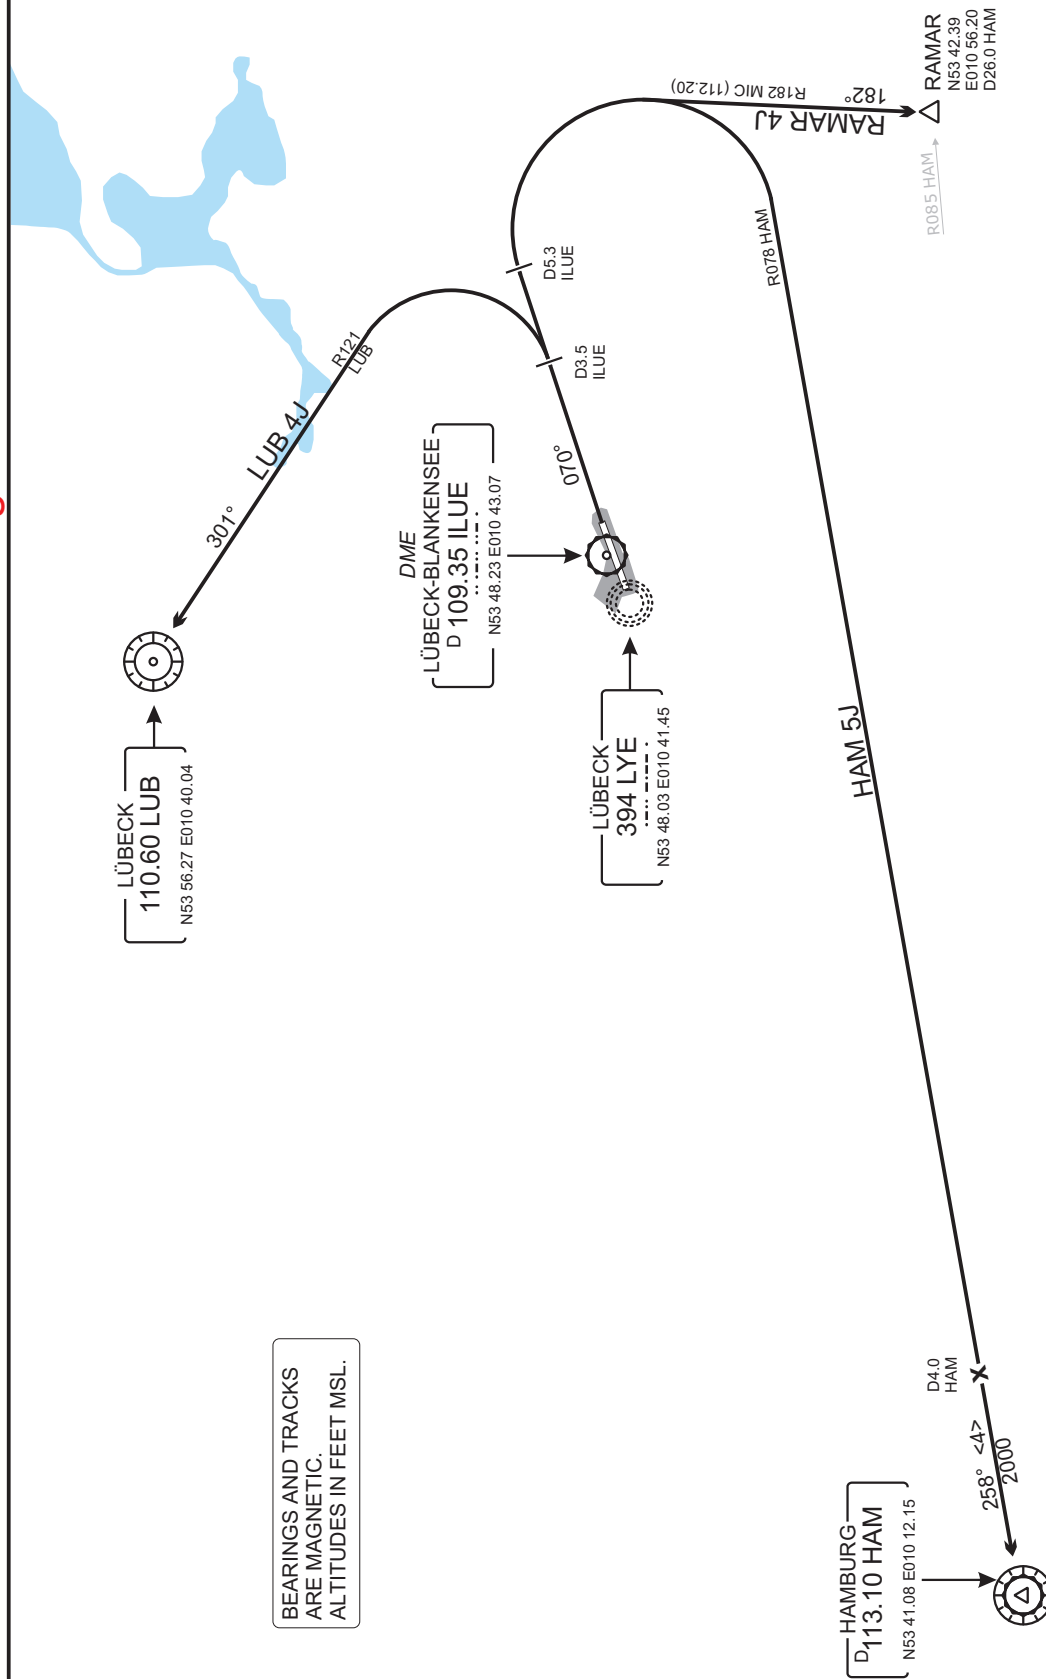 RAMAR
N53 42.39
E010 56.20
D26.0 HAM
R085 HAM
182°
R182 MIC (112.20)
RAMAR 4J
R078 HAM
D5.3
ILUE
D3.5
ILUE
R121
LUB
LUB 4J
301°
070°
DME
LÜBECK-BLANKENSEE
D 109.35 ILUE
N53 48.23 E010 43.07
LÜBECK
110.60 LUB
N53 56.27 E010 40.04
LÜBECK
394 LYE
N53 48.03 E010 41.45
HAM 5J
BEARINGS AND TRACKS
ARE MAGNETIC.
ALTITUDES IN FEET MSL.
D4.0
HAM
258° <4>
2000
HAMBURG
D 113.10 HAM
N53 41.08 E010 12.15